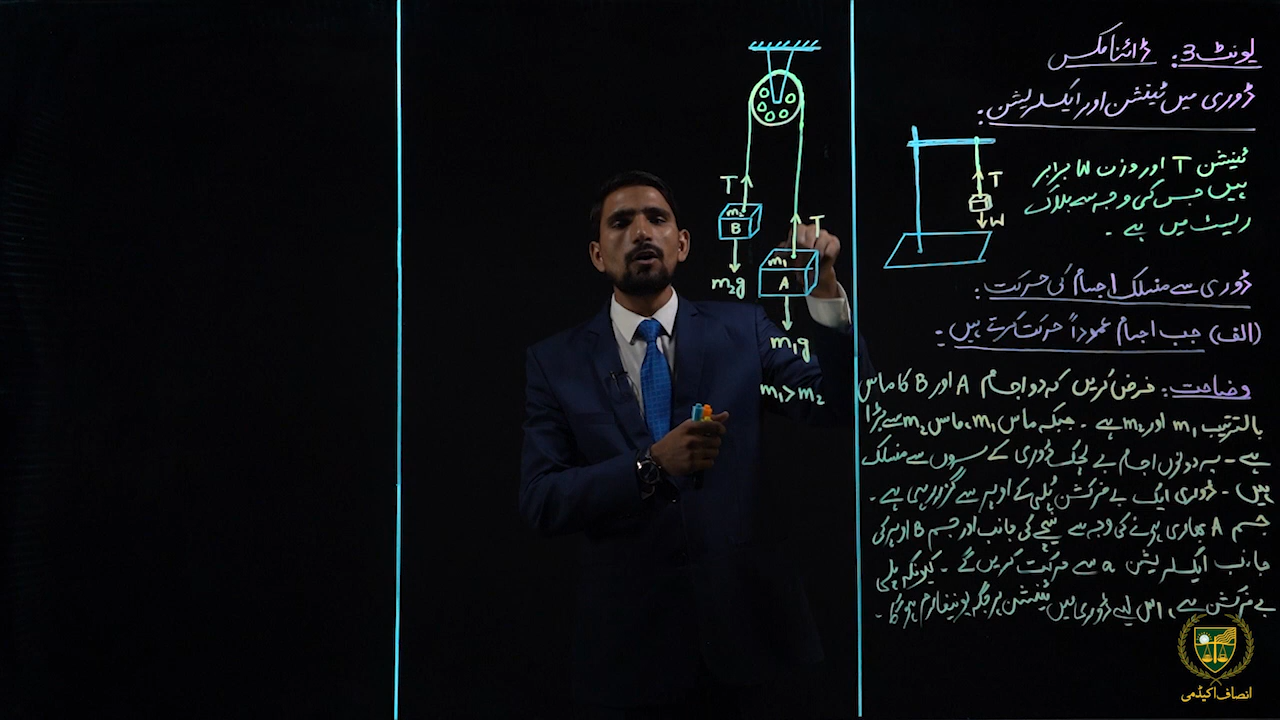 یونٹ 3: ڈائنامکس
ڈوری میں ٹینشن اور ایکسلریشن:
ٹینشن T اور وزن W برابر
ہیں جس کی وجہ سے بلاک
ریسٹ میں ہے۔
T
W
ڈوری سے منسلک اجسام کی حرکت:
(الف) جب اجسام عموداً حرکت کرتے ہیں:
وضاحت: فرض کریں کہ دو اجسام A اور B کا ماس
بالترتیب m₁ اور m₂ ہے۔ جبکہ ماس m₁، ماس m₂ سے بڑا
ہے۔ یہ دونوں اجسام بے لچک ڈوری کے سروں سے منسلک
ہیں۔ ڈوری ایک بے فرکشن پُلی کے اوپر سے گزر رہی ہے۔
جسم A بھاری ہونے کی وجہ سے نیچے کی جانب اور جسم B اوپر کی
جانب ایکسلریشن a سے حرکت کریں گے۔ کیونکہ پلی
بے فرکشن ہے، اس لیے ڈوری میں ٹینشن ہر جگہ یونیفارم ہو گا۔
T
T
m₂
B
m₁
A
m₂g
m₁g
m₁>m₂
انصاف اکیڈمی